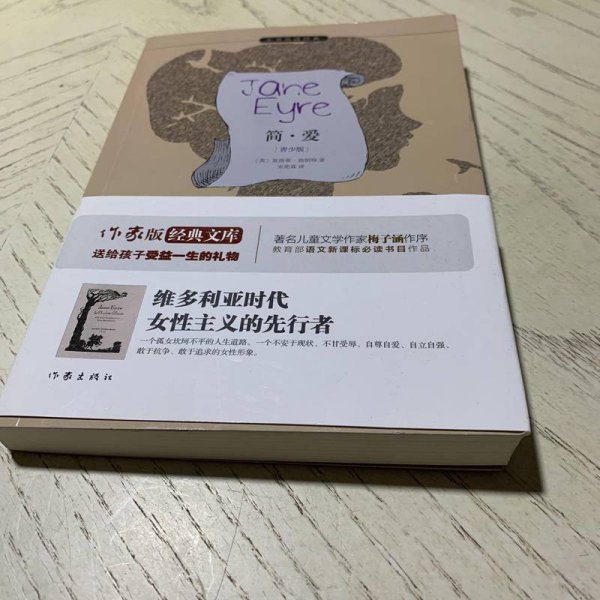 Jane
Eyre
简·爱
[青少版]
作家版 经典文库
送给孩子受益一生的礼物
著名儿童文学作家梅子涵作序
教育部语文新课标必读书目作品
维多利亚时代
女性主义的先行者
一个孤女坎坷不平的人生道路。一个不安于现状、不甘受辱、自尊自爱、自立自强、
敢于抗争、敢于追求的女性形象。
Jane Eyre
作家出版社